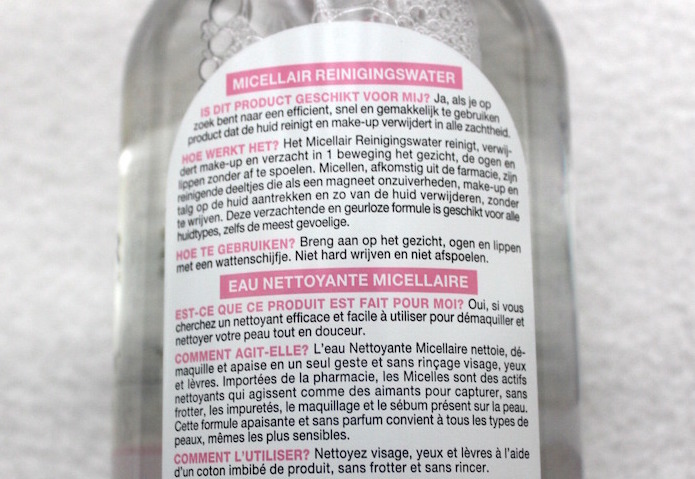 MICELLAIR REINIGINGSWATER
IS DIT PRODUCT GESCHIKT VOOR MIJ? Ja, als je op
zoek bent naar een efficient, snel en gemakkelijk te gebruiken
product dat de huid reinigt en make-up verwijdert in alle zachtheid.
HOE WERKT HET? Het Micellair Reinigingswater reinigt, verwij-
dert make-up en verzacht in 1 beweging het gezicht, de ogen en
lippen zonder af te spoelen. Micellen, afkomstig uit de farmacie, zijn
reinigende deeltjes die als een magneet onzuiverheden, make-up en
talg op de huid aantrekken en zo van de huid verwijderen, zonder
te wrijven. Deze verzachtende en geurloze formule is geschikt voor alle
huidtypes, zelfs de meest gevoelige.
HOE TE GEBRUIKEN? Breng aan op het gezicht, ogen en lippen
met een wattenschijfje. Niet hard wrijven en niet afspoelen.
EAU NETTOYANTE MICELLAIRE
EST-CE QUE CE PRODUIT EST FAIT POUR MOI? Oui, si vous
cherchez un nettoyant efficace et facile à utiliser pour démaquiller et
nettoyer votre peau tout en douceur.
COMMENT AGIT-ELLE? L'eau Nettoyante Micellaire nettoie, dé-
maquille et apaise en un seul geste et sans rinçage visage, yeux
et lèvres. Importées de la pharmacie, les Micelles sont des actifs
nettoyants qui agissent comme des aimants pour capturer, sans
frotter, les impuretés, le maquillage et le sébum présent sur la peau.
Cette formule apaisante et sans parfum convient à tous les types de
peaux, mêmes les plus sensibles.
COMMENT L'UTILISER? Nettoyez visage, yeux et lèvres à l'aide
d'un coton imbibé de produit, sans frotter et sans rincer.